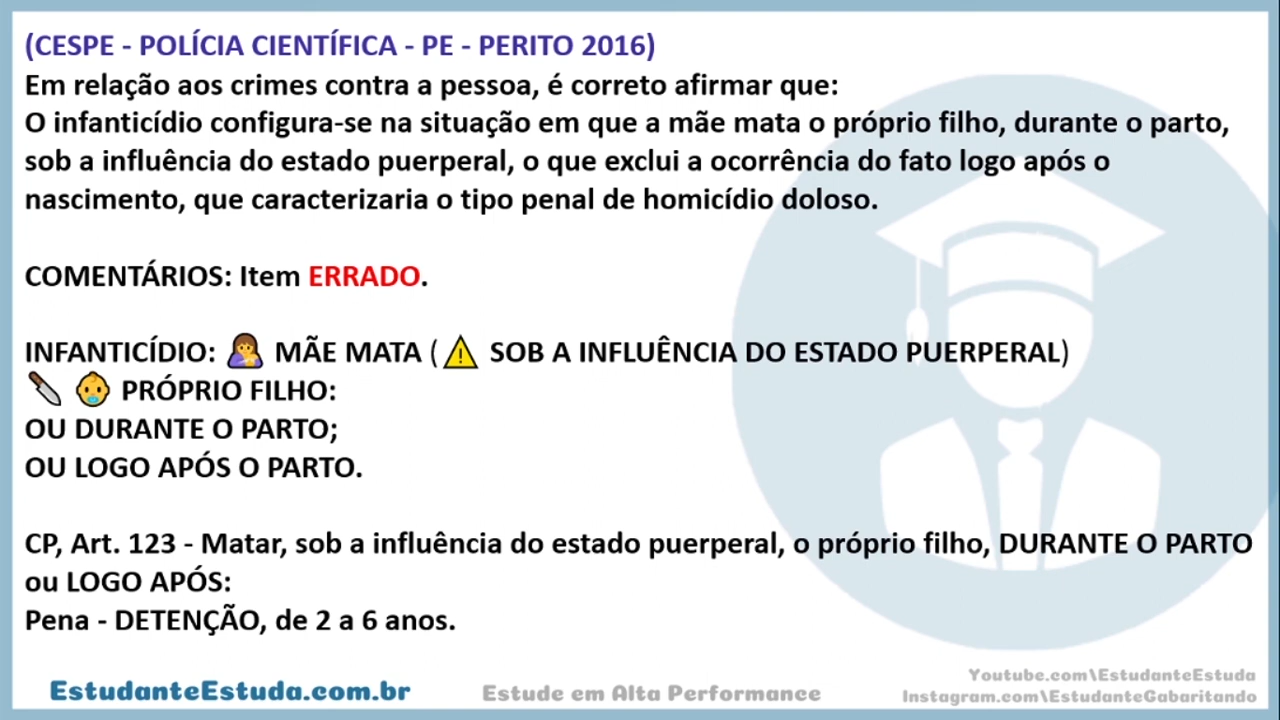 (CESPE - POLÍCIA CIENTÍFICA - PE - PERITO 2016)
Em relação aos crimes contra a pessoa, é correto afirmar que:
O infanticídio configura-se na situação em que a mãe mata o próprio filho, durante o parto,
sob a influência do estado puerperal, o que exclui a ocorrência do fato logo após o
nascimento, que caracterizaria o tipo penal de homicídio doloso.
COMENTÁRIOS: Item ERRADO.
INFANTICÍDIO: 🤱 MÃE MATA (⚠️ SOB A INFLUÊNCIA DO ESTADO PUERPERAL)
🔪 👶 PRÓPRIO FILHO:
OU DURANTE O PARTO;
OU LOGO APÓS O PARTO.
CP, Art. 123 - Matar, sob a influência do estado puerperal, o próprio filho, DURANTE O PARTO
ou LOGO APÓS:
Pena - DETENÇÃO, de 2 a 6 anos.
EstudanteEstuda.com.br
Estude em Alta Performance
Youtube.com\EstudanteEstuda
Instagram.com\EstudanteGabaritando